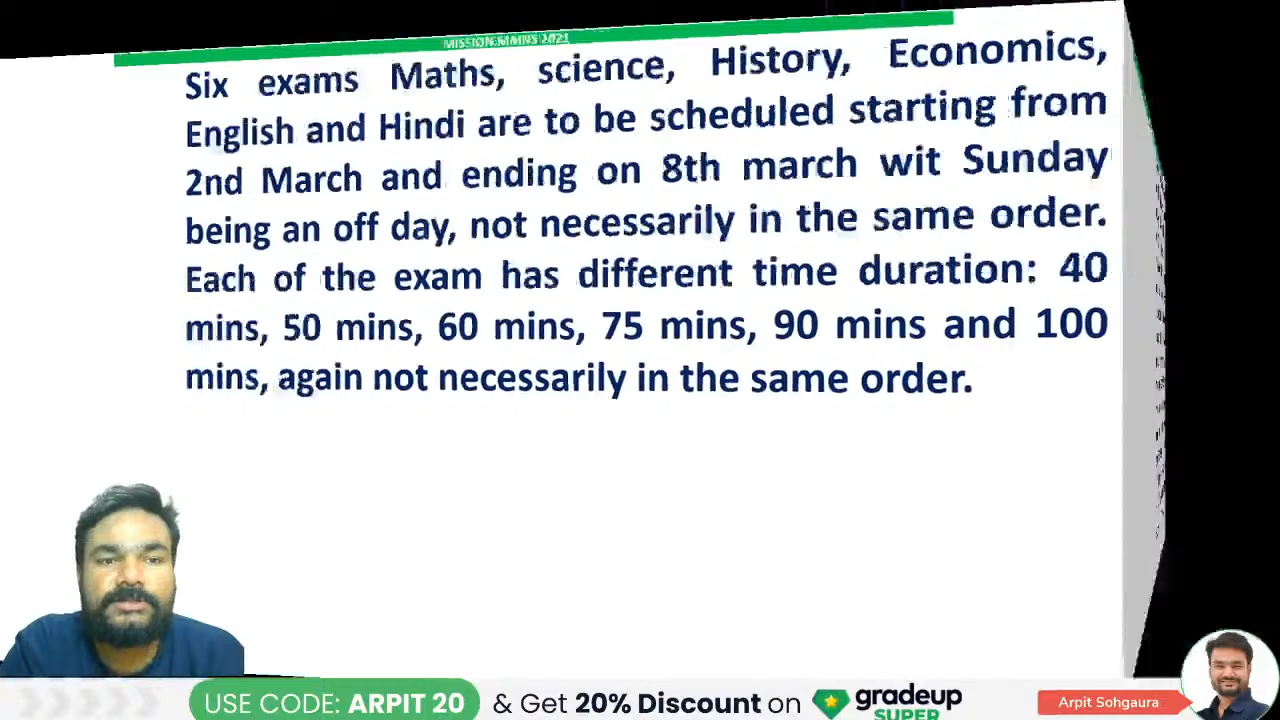 MISSION MAINS 2021
Six exams Maths, science, History, Economics,
English and Hindi are to be scheduled starting from
2nd March and ending on 8th march wit Sunday
being an off day, not necessarily in the same order.
Each of the exam has different time duration: 40
mins, 50 mins, 60 mins, 75 mins, 90 mins and 100
mins, again not necessarily in the same order.
USE CODE: ARPIT 20 & Get 20% Discount on gradeup
SUPER
Arpit Sohgaura